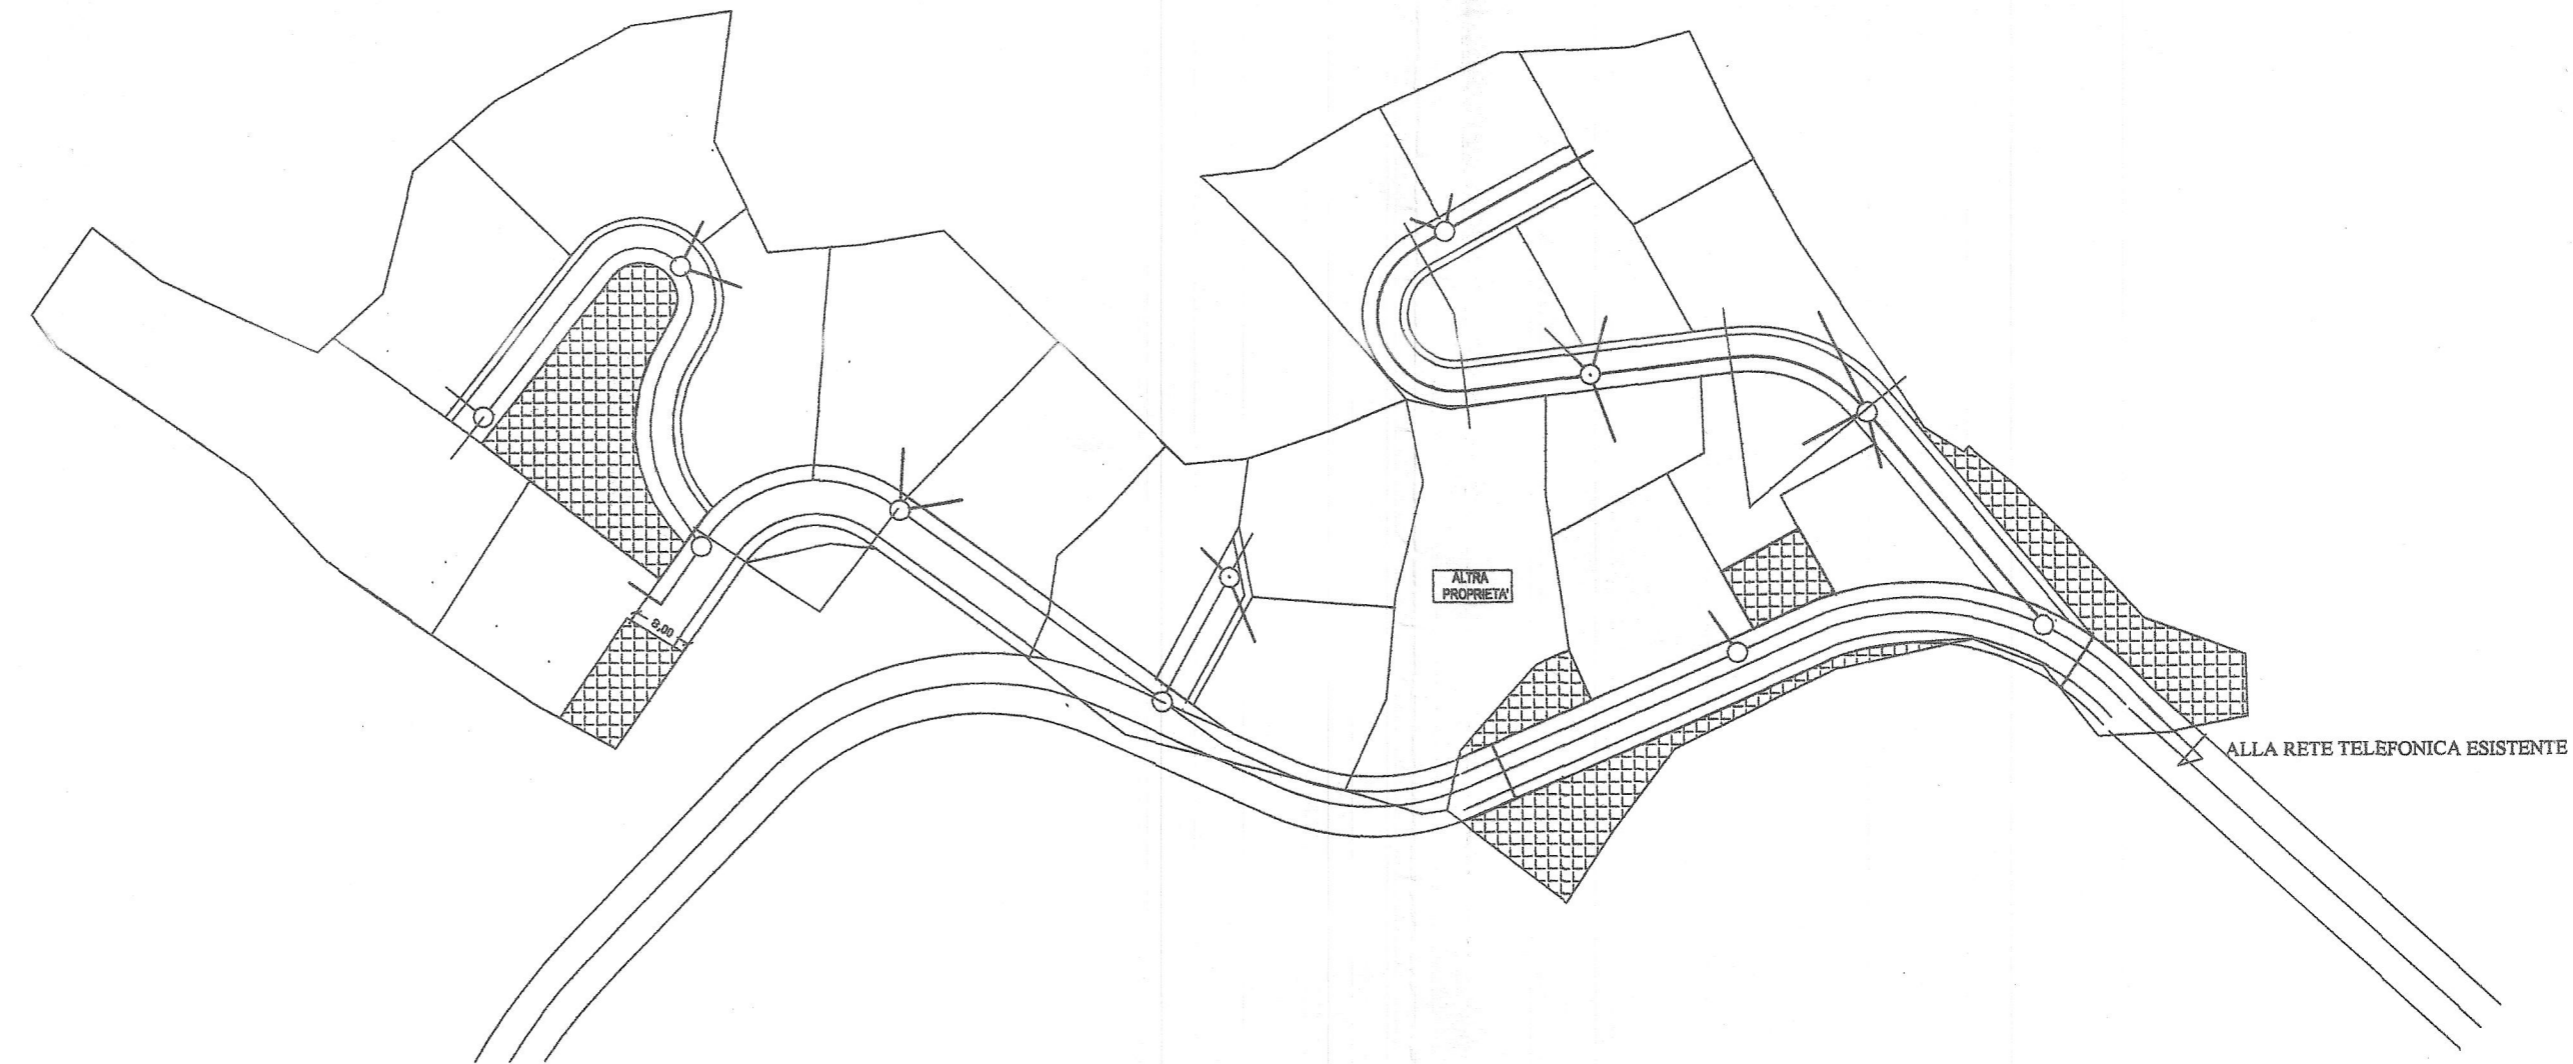 ALTRA
PROPRIETA'
8,00
ALLA RETE TELEFONICA ESISTENTE